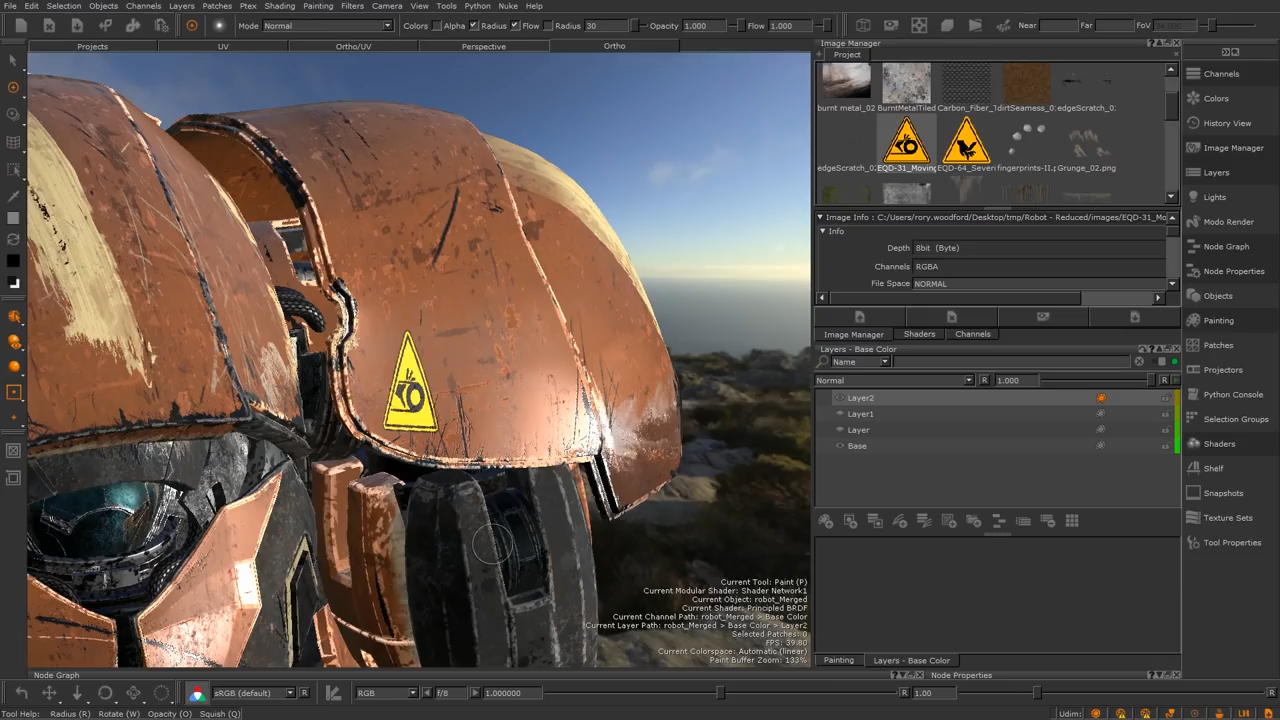 File Edit Selection Objects Channels Layers Patches Ptex Shading Painting Filters Camera View Tools Python Nuke Help
Mode Normal Colors Alpha Radius Flow Radius 30 Opacity 1.000 Flow 1.000 Near Far FoV
Projects UV Ortho/UV Perspective Ortho
Image Manager
Project
burnt metal_02 BurntMetalTiled Carbon_Fiber_T dirtSeamess_0 edgeScratch_0
edgeScratch_0 EQD-31_Moving EQD-64_Severi fingerprints-II.p Grunge_02.png
Image Info : C:/Users/rory.woodford/Desktop/tmp/Robot - Reduced/images/EQD-31_Mo
Info
Depth 8bit (Byte)
Channels RGBA
File Space NORMAL
Image Manager Shaders Channels
Layers - Base Color
Name
Normal R 1.000 R
Layer2
Layer1
Layer
Base
Painting Layers - Base Color
Channels
Colors
History View
Image Manager
Layers
Lights
Modo Render
Node Graph
Node Properties
Objects
Painting
Patches
Projectors
Python Console
Selection Groups
Shaders
Shelf
Snapshots
Texture Sets
Tool Properties
Current Tool: Paint (P)
Current Modular Shader: Shader Network1
Current Object: robot_Merged
Current Shader: Principled BRDF
Current Channel Path: robot_Merged > Base Color
Current Layer Path: robot_Merged > Base Color > Layer2
Selected Patches: 0
FPS: 39.80
Current Colorspace: Automatic (linear)
Paint Buffer Zoom: 133%
Node Graph Node Properties
sRGB (default) R RGB f/8 1.000000 R 1.00 R
Tool Help: Radius (R) Rotate (W) Opacity (O) Squish (Q) Udim: